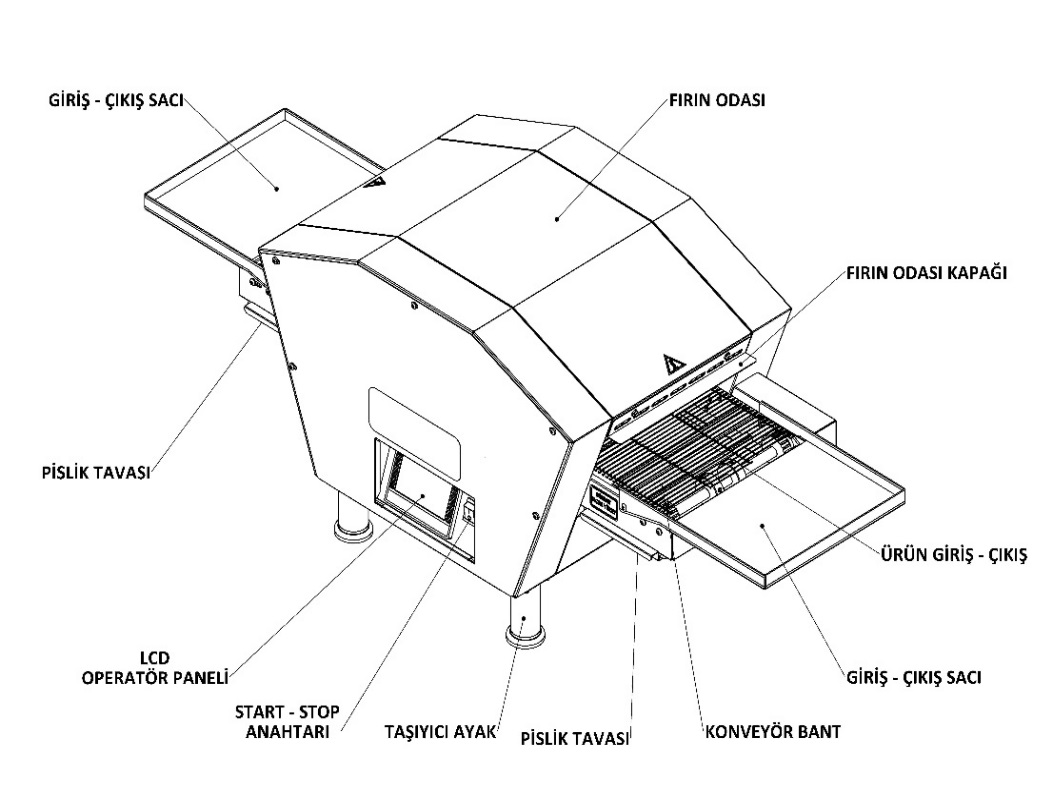 GİRİŞ - ÇIKIŞ SACI
FIRIN ODASI
FIRIN ODASI KAPAĞI
PİSLİK TAVASI
ÜRÜN GİRİŞ - ÇIKIŞ
LCD
OPERATÖR PANELİ
GİRİŞ - ÇIKIŞ SACI
START - STOP
ANAHTARI
TAŞIYICI AYAK
PİSLİK TAVASI
KONVEYÖR BANT